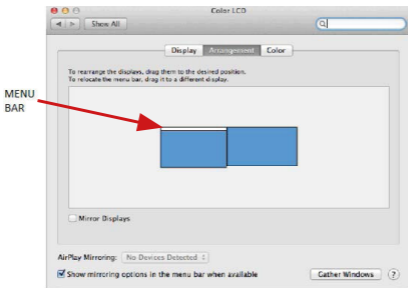 Color LCD
Show All
Display Arrangement Color
To rearrange the displays, drag them to the desired position.
To relocate the menu bar, drag it to a different display.
MENU
BAR
Mirror Displays
AirPlay Mirroring: No Devices Detected
Show mirroring options in the menu bar when available
Gather Windows ?